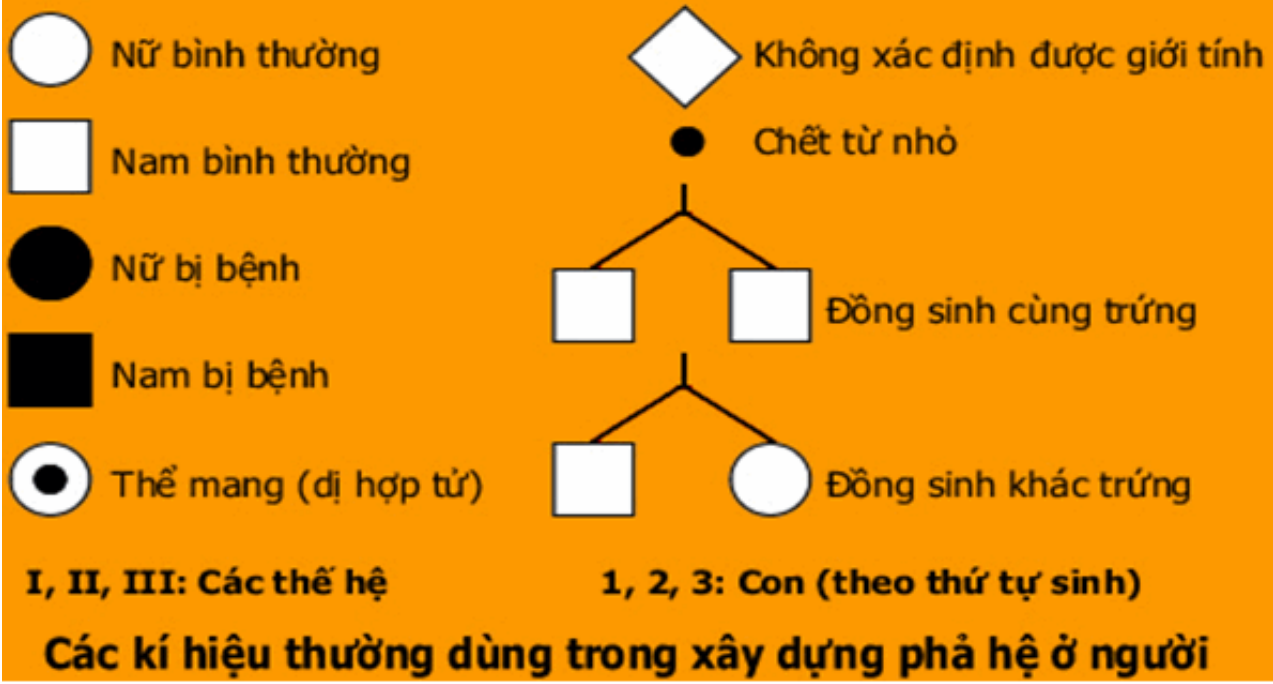 Nữ bình thường
Nam bình thường
Nữ bị bệnh
Nam bị bệnh
Thể mang (dị hợp tử)
Không xác định được giới tính
Chết từ nhỏ
Đồng sinh cùng trứng
Đồng sinh khác trứng
I, II, III: Các thế hệ
1, 2, 3: Con (theo thứ tự sinh)
Các kí hiệu thường dùng trong xây dựng phả hệ ở người